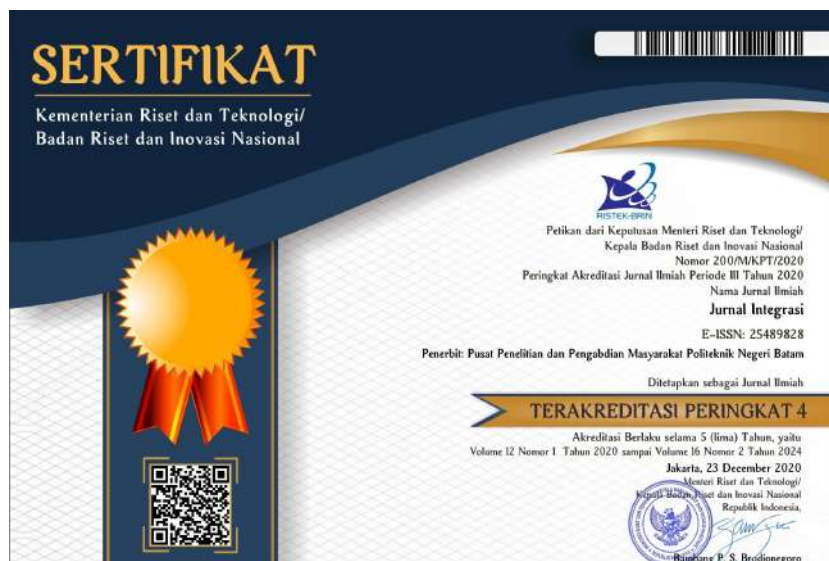 SERTIFIKAT
Kementerian Riset dan Teknologi/
Badan Riset dan Inovasi Nasional
RISTEK-BRIN
Petikan dari Keputusan Menteri Riset dan Teknologi/
Kepala Badan Riset dan Inovasi Nasional
Nomor 200/M/KPT/2020
Peringkat Akreditasi Jurnal Ilmiah Periode III Tahun 2020
Nama Jurnal Ilmiah
Jurnal Integrasi
E-ISSN: 25489828
Penerbit: Pusat Penelitian dan Pengabdian Masyarakat Politeknik Negeri Batam
Ditetapkan sebagai Jurnal Ilmiah
TERAKREDITASI PERINGKAT 4
Akreditasi Berlaku selama 5 (lima) Tahun, yaitu
Volume 12 Nomor 1 Tahun 2020 sampai Volume 16 Nomor 2 Tahun 2024
Jakarta, 23 December 2020
Menteri Riset dan Teknologi/
Kepala Badan Riset dan Inovasi Nasional
Republik Indonesia,
Bambang P. S. Brodjonegoro